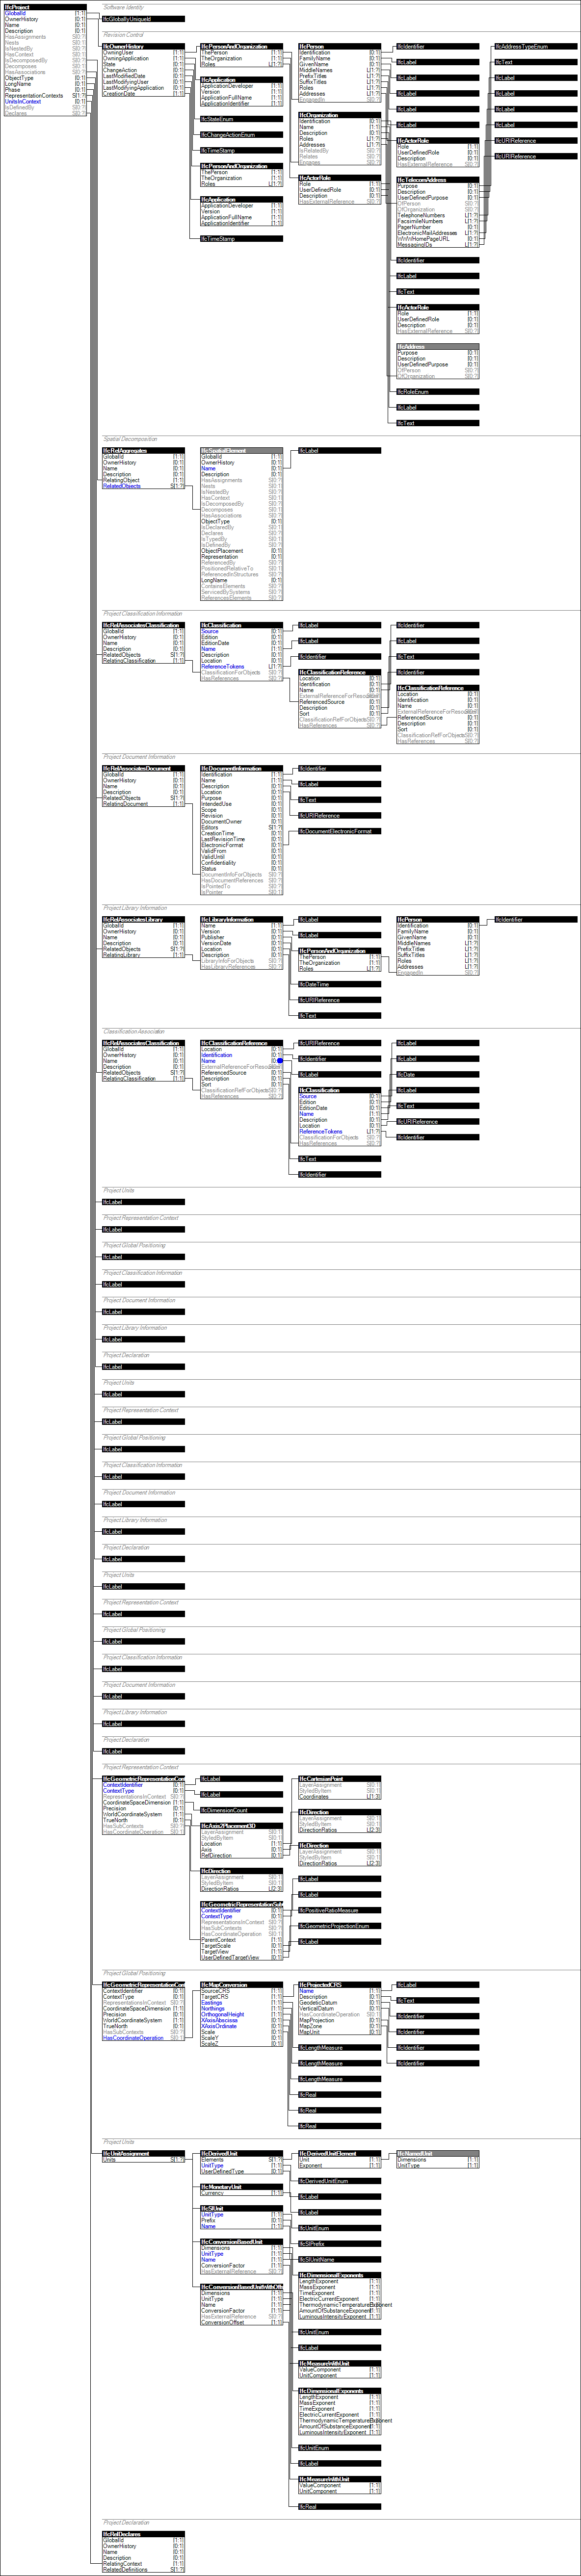 IfcProject
GlobalId [1:1]
OwnerHistory [0:1]
Name [0:1]
Description [0:1]
HasAssignments S[0:?]
Nests S[0:1]
IsNestedBy S[0:?]
HasContext S[0:1]
IsDecomposedBy S[0:?]
Decomposes S[0:1]
HasAssociations S[0:?]
ObjectType [0:1]
LongName [0:1]
Phase [0:1]
RepresentationContexts S[1:?]
UnitsInContext [0:1]
IsDefinedBy S[0:?]
Declares S[0:?]
Software Identity
IfcGloballyUniqueId
Revision Control
IfcOwnerHistory
OwningUser [1:1]
OwningApplication [1:1]
State [0:1]
ChangeAction [0:1]
LastModifiedDate [0:1]
LastModifyingUser [0:1]
LastModifyingApplication [0:1]
CreationDate [1:1]
IfcPersonAndOrganization
ThePerson [1:1]
TheOrganization [1:1]
Roles L[1:?]
IfcApplication
ApplicationDeveloper [1:1]
Version [1:1]
ApplicationFullName [1:1]
ApplicationIdentifier [1:1]
IfcStateEnum
IfcChangeActionEnum
IfcTimeStamp
IfcPersonAndOrganization
ThePerson [1:1]
TheOrganization [1:1]
Roles L[1:?]
IfcApplication
ApplicationDeveloper [1:1]
Version [1:1]
ApplicationFullName [1:1]
ApplicationIdentifier [1:1]
IfcTimeStamp
IfcPerson
Identification [0:1]
FamilyName [0:1]
GivenName [0:1]
MiddleNames L[1:?]
PrefixTitles L[1:?]
SuffixTitles L[1:?]
Roles L[1:?]
Addresses L[1:?]
EngagedIn S[0:?]
IfcOrganization
Identification [0:1]
Name [1:1]
Description [0:1]
Roles L[1:?]
Addresses L[1:?]
IsRelatedBy S[0:?]
Relates S[0:?]
Engages S[0:?]
IfcActorRole
Role [1:1]
UserDefinedRole [0:1]
Description [0:1]
HasExternalReference S[0:?]
IfcIdentifier
IfcLabel
IfcLabel
IfcLabel
IfcLabel
IfcLabel
IfcActorRole
Role [1:1]
UserDefinedRole [0:1]
Description [0:1]
HasExternalReference S[0:?]
IfcTelecomAddress
Purpose [0:1]
Description [0:1]
UserDefinedPurpose [0:1]
OfPerson S[0:?]
OfOrganization S[0:?]
TelephoneNumbers L[1:?]
FacsimileNumbers L[1:?]
PagerNumber [0:1]
ElectronicMailAddresses L[1:?]
WWWHomePageURL [0:1]
MessagingIDs L[1:?]
IfcIdentifier
IfcLabel
IfcText
IfcActorRole
Role [1:1]
UserDefinedRole [0:1]
Description [0:1]
HasExternalReference S[0:?]
IfcAddress
Purpose [0:1]
Description [0:1]
UserDefinedPurpose [0:1]
OfPerson S[0:?]
OfOrganization S[0:?]
IfcRoleEnum
IfcLabel
IfcText
IfcAddressTypeEnum
IfcText
IfcLabel
IfcLabel
IfcLabel
IfcLabel
IfcURIReference
IfcURIReference
Spatial Decomposition
IfcRelAggregates
GlobalId [1:1]
OwnerHistory [0:1]
Name [0:1]
Description [0:1]
RelatingObject [1:1]
RelatedObjects S[1:?]
IfcSpatialElement
GlobalId [1:1]
OwnerHistory [0:1]
Name [0:1]
Description [0:1]
HasAssignments S[0:?]
Nests S[0:1]
IsNestedBy S[0:?]
HasContext S[0:1]
IsDecomposedBy S[0:?]
Decomposes S[0:1]
HasAssociations S[0:?]
ObjectType [0:1]
IsDeclaredBy S[0:1]
Declares S[0:?]
IsTypedBy S[0:1]
IsDefinedBy S[0:?]
ObjectPlacement [0:1]
Representation [0:1]
ReferencedBy S[0:?]
PositionedRelativeTo S[0:?]
ReferencedInStructures S[0:?]
LongName [0:1]
ContainsElements S[0:?]
ServicedBySystems S[0:?]
ReferencesElements S[0:?]
IfcLabel
Project Classification Information
IfcRelAssociatesClassification
GlobalId [1:1]
OwnerHistory [0:1]
Name [0:1]
Description [0:1]
RelatedObjects S[1:?]
RelatingClassification [1:1]
IfcClassification
Source [0:1]
Edition [0:1]
EditionDate [0:1]
Name [1:1]
Description [0:1]
Location [0:1]
ReferenceTokens L[1:?]
ClassificationForObjects S[0:?]
HasReferences S[0:?]
IfcLabel
IfcLabel
IfcIdentifier
IfcClassificationReference
Location [0:1]
Identification [0:1]
Name [0:1]
ExternalReferenceForResources
ReferencedSource [0:1]
Description [0:1]
Sort [0:1]
ClassificationRefForObjects S[0:?]
HasReferences S[0:?]
IfcIdentifier
IfcLabel
IfcText
IfcIdentifier
IfcClassificationReference
Location [0:1]
Identification [0:1]
Name [0:1]
ExternalReferenceForResources
ReferencedSource [0:1]
Description [0:1]
Sort [0:1]
ClassificationRefForObjects S[0:?]
HasReferences S[0:?]
Project Document Information
IfcRelAssociatesDocument
GlobalId [1:1]
OwnerHistory [0:1]
Name [0:1]
Description [0:1]
RelatedObjects S[1:?]
RelatingDocument [1:1]
IfcDocumentInformation
Identification [1:1]
Name [1:1]
Description [0:1]
Location [0:1]
Purpose [0:1]
IntendedUse [0:1]
Scope [0:1]
Revision [0:1]
DocumentOwner [0:1]
Editors S[1:?]
CreationTime [0:1]
LastRevisionTime [0:1]
ElectronicFormat [0:1]
ValidFrom [0:1]
ValidUntil [0:1]
Confidentiality [0:1]
Status [0:1]
DocumentInfoForObjects S[0:?]
HasDocumentReferences S[0:?]
IsPointedTo S[0:?]
IsPointer S[0:1]
IfcIdentifier
IfcLabel
IfcText
IfcURIReference
IfcDocumentElectronicFormat
Project Library Information
IfcRelAssociatesLibrary
GlobalId [1:1]
OwnerHistory [0:1]
Name [0:1]
Description [0:1]
RelatedObjects S[1:?]
RelatingLibrary [1:1]
IfcLibraryInformation
Name [1:1]
Version [0:1]
Publisher [0:1]
VersionDate [0:1]
Location [0:1]
Description [0:1]
LibraryInfoForObjects S[0:?]
HasLibraryReferences S[0:?]
IfcLabel
IfcLabel
IfcPersonAndOrganization
ThePerson [1:1]
TheOrganization [1:1]
Roles L[1:?]
IfcDateTime
IfcURIReference
IfcText
IfcPerson
Identification [0:1]
FamilyName [0:1]
GivenName [0:1]
MiddleNames L[1:?]
PrefixTitles L[1:?]
SuffixTitles L[1:?]
Roles L[1:?]
Addresses L[1:?]
EngagedIn S[0:?]
IfcIdentifier
Classification Association
IfcRelAssociatesClassification
GlobalId [1:1]
OwnerHistory [0:1]
Name [0:1]
Description [0:1]
RelatedObjects S[1:?]
RelatingClassification [1:1]
IfcClassificationReference
Location [0:1]
Identification [0:1]
Name
ExternalReferenceForResources
ReferencedSource [0:1]
Description [0:1]
Sort [0:1]
ClassificationRefForObjects S[0:?]
HasReferences S[0:?]
IfcURIReference
IfcIdentifier
IfcLabel
IfcClassification
Source [0:1]
Edition [0:1]
EditionDate [0:1]
Name [1:1]
Description [0:1]
Location [0:1]
ReferenceTokens L[1:?]
ClassificationForObjects S[0:?]
HasReferences S[0:?]
IfcText
IfcIdentifier
IfcLabel
IfcLabel
IfcDate
IfcLabel
IfcText
IfcURIReference
IfcIdentifier
Project Units
IfcLabel
Project Representation Context
IfcLabel
Project Global Positioning
IfcLabel
Project Classification Information
IfcLabel
Project Document Information
IfcLabel
Project Library Information
IfcLabel
Project Declaration
IfcLabel
Project Units
IfcLabel
Project Representation Context
IfcLabel
Project Global Positioning
IfcLabel
Project Classification Information
IfcLabel
Project Document Information
IfcLabel
Project Library Information
IfcLabel
Project Declaration
IfcLabel
Project Units
IfcLabel
Project Representation Context
IfcLabel
Project Global Positioning
IfcLabel
Project Classification Information
IfcLabel
Project Document Information
IfcLabel
Project Library Information
IfcLabel
Project Declaration
IfcLabel
Project Representation Context
IfcGeometricRepresentationCon
ContextIdentifier [0:1]
ContextType [0:1]
RepresentationsInContext S[0:?]
CoordinateSpaceDimension [1:1]
Precision [0:1]
WorldCoordinateSystem [1:1]
TrueNorth [0:1]
HasSubContexts S[0:?]
HasCoordinateOperation S[0:1]
IfcLabel
IfcLabel
IfcDimensionCount
IfcAxis2Placement3D
LayerAssignment S[0:1]
StyledByItem S[0:1]
Location [1:1]
Axis [0:1]
RefDirection [0:1]
IfcDirection
LayerAssignment S[0:1]
StyledByItem S[0:1]
DirectionRatios L[2:3]
IfcGeometricRepresentationSub
ContextIdentifier [0:1]
ContextType [0:1]
RepresentationsInContext S[0:?]
HasSubContexts S[0:?]
HasCoordinateOperation S[0:1]
ParentContext [1:1]
TargetScale [0:1]
TargetView [1:1]
UserDefinedTargetView [0:1]
IfcCartesianPoint
LayerAssignment S[0:1]
StyledByItem S[0:1]
Coordinates L[1:3]
IfcDirection
LayerAssignment S[0:1]
StyledByItem S[0:1]
DirectionRatios L[2:3]
IfcDirection
LayerAssignment S[0:1]
StyledByItem S[0:1]
DirectionRatios L[2:3]
IfcLabel
IfcLabel
IfcPositiveRatioMeasure
IfcGeometricProjectionEnum
IfcLabel
Project Global Positioning
IfcGeometricRepresentationCon
ContextIdentifier [0:1]
ContextType [0:1]
RepresentationsInContext S[0:?]
CoordinateSpaceDimension [1:1]
Precision [0:1]
WorldCoordinateSystem [1:1]
TrueNorth [0:1]
HasSubContexts S[0:?]
HasCoordinateOperation S[0:1]
IfcMapConversion
SourceCRS [1:1]
TargetCRS [1:1]
Eastings [1:1]
Northings [1:1]
OrthogonalHeight [1:1]
XAxisAbscissa [0:1]
XAxisOrdinate [0:1]
Scale [0:1]
ScaleY [0:1]
ScaleZ [0:1]
IfcProjectedCRS
Name [1:1]
Description [0:1]
GeodeticDatum [0:1]
VerticalDatum [0:1]
HasCoordinateOperation S[0:1]
MapProjection [0:1]
MapZone [0:1]
MapUnit [0:1]
IfcLengthMeasure
IfcLengthMeasure
IfcLengthMeasure
IfcReal
IfcReal
IfcReal
IfcLabel
IfcText
IfcIdentifier
IfcIdentifier
IfcIdentifier
IfcIdentifier
Project Units
IfcUnitAssignment
Units S[1:?]
IfcDerivedUnit
Elements S[1:?]
UnitType [1:1]
UserDefinedType [0:1]
IfcMonetaryUnit
Currency [1:1]
IfcSIUnit
UnitType [1:1]
Prefix [0:1]
Name [1:1]
IfcConversionBasedUnit
Dimensions [1:1]
UnitType [1:1]
Name [1:1]
ConversionFactor [1:1]
HasExternalReference S[0:?]
IfcConversionBasedUnitWithOffs
Dimensions [1:1]
UnitType [1:1]
Name [1:1]
ConversionFactor [1:1]
HasExternalReference S[0:?]
ConversionOffset [1:1]
IfcDerivedUnitElement
Unit [1:1]
Exponent [1:1]
IfcDerivedUnitEnum
IfcLabel
IfcLabel
IfcUnitEnum
IfcSIPrefix
IfcSIUnitName
IfcDimensionalExponents
LengthExponent [1:1]
MassExponent [1:1]
TimeExponent [1:1]
ElectricCurrentExponent [1:1]
ThermodynamicTemperatureExponent
AmountOfSubstanceExponent [1:1]
LuminousIntensityExponent [1:1]
IfcUnitEnum
IfcLabel
IfcMeasureWithUnit
ValueComponent [1:1]
UnitComponent [1:1]
IfcDimensionalExponents
LengthExponent [1:1]
MassExponent [1:1]
TimeExponent [1:1]
ElectricCurrentExponent [1:1]
ThermodynamicTemperatureExponent
AmountOfSubstanceExponent [1:1]
LuminousIntensityExponent [1:1]
IfcUnitEnum
IfcLabel
IfcMeasureWithUnit
ValueComponent [1:1]
UnitComponent [1:1]
IfcReal
IfcNamedUnit
Dimensions [1:1]
UnitType [1:1]
Project Declaration
IfcRelDeclares
GlobalId [1:1]
OwnerHistory [0:1]
Name [0:1]
Description [0:1]
RelatingContext [1:1]
RelatedDefinitions S[1:?]